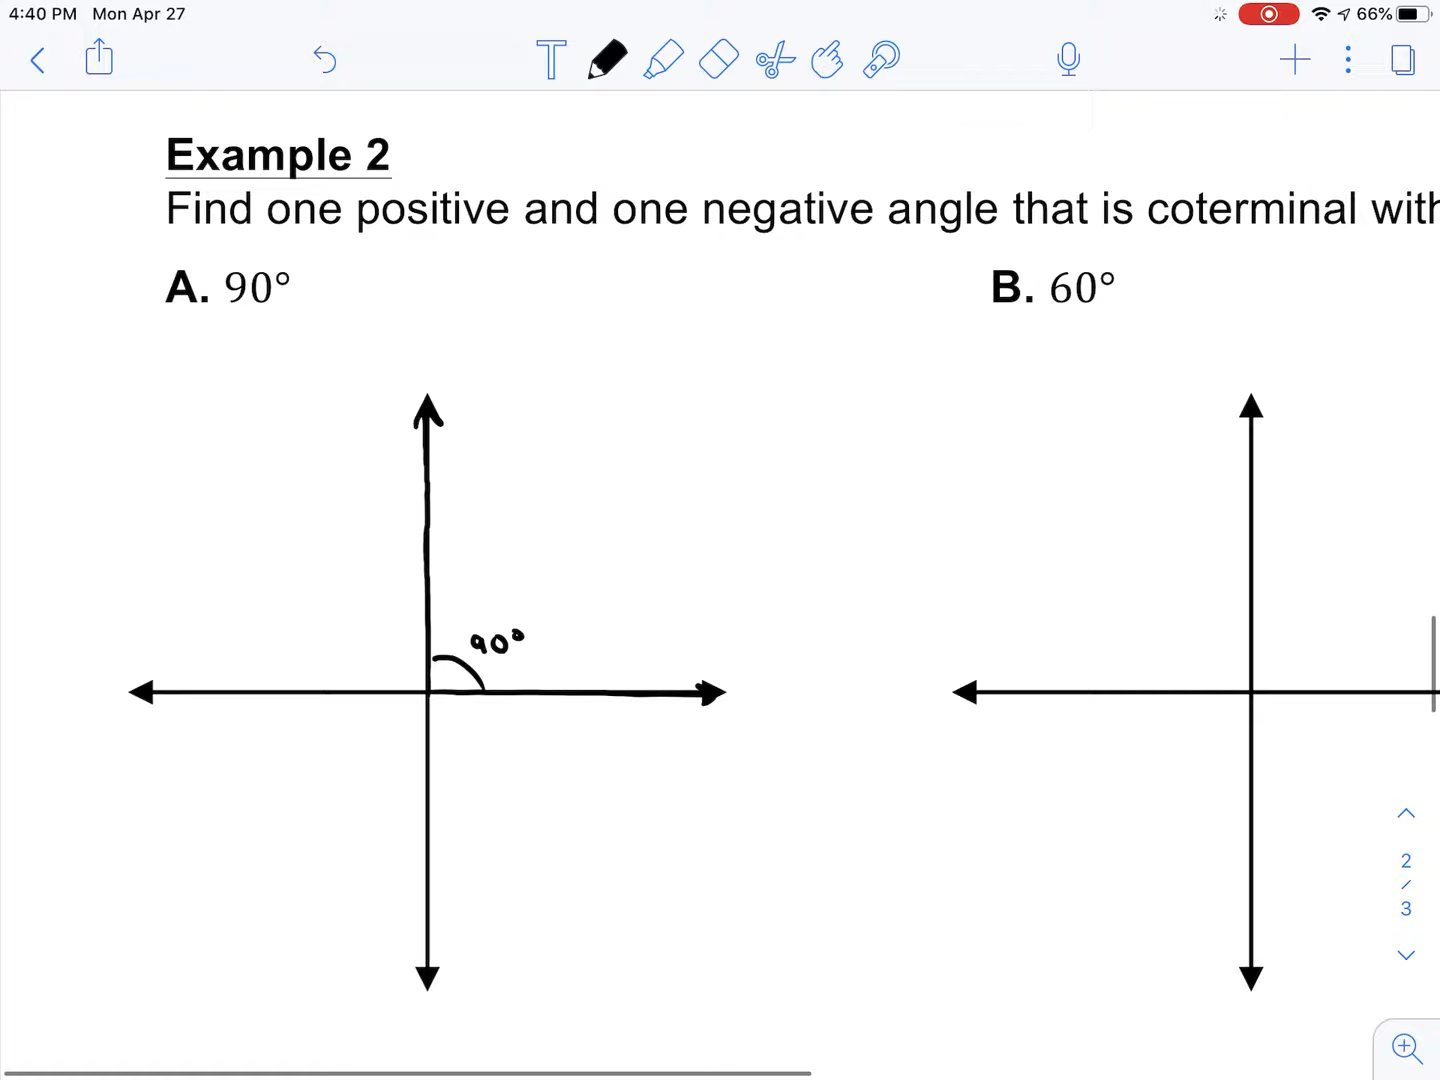 4:40 PM Mon Apr 27
66%
T
Example 2
Find one positive and one negative angle that is coterminal with
A. 90°
B. 60°
90°
2
/
3